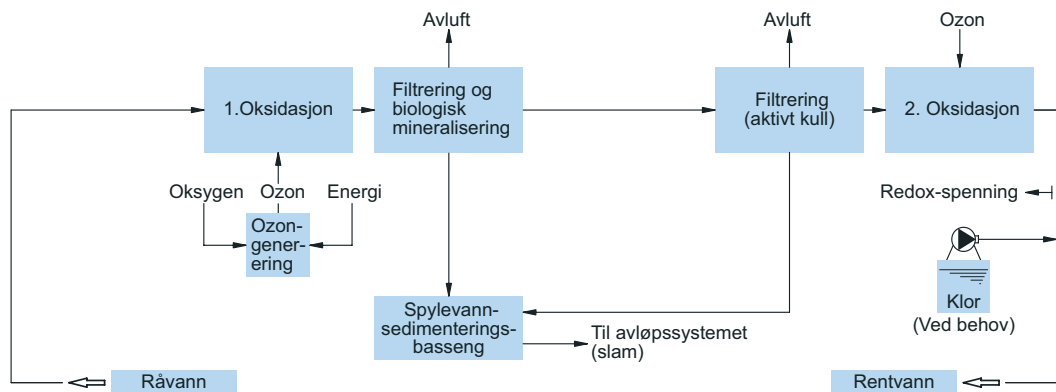 Avluft
Avluft
Ozon
1.Oksidasjon
Filtrering og
biologisk
mineralisering
Filtrering
(aktivt kull)
2. Oksidasjon
Oksygen
Ozon
Energi
Redox-spenning
Ozon-
gener-
ering
Klor
(Ved behov)
Spylevann-
sedimenterings-
basseng
Til avløpssystemet
(slam)
Råvann
Rentvann